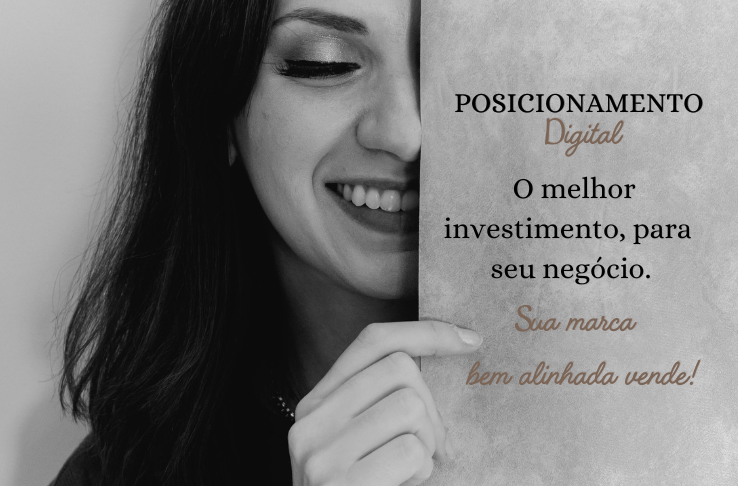 POSICIONAMENTO
Digital
O melhor
investimento, para
seu negócio.
Sua marca
bem alinhada vende!